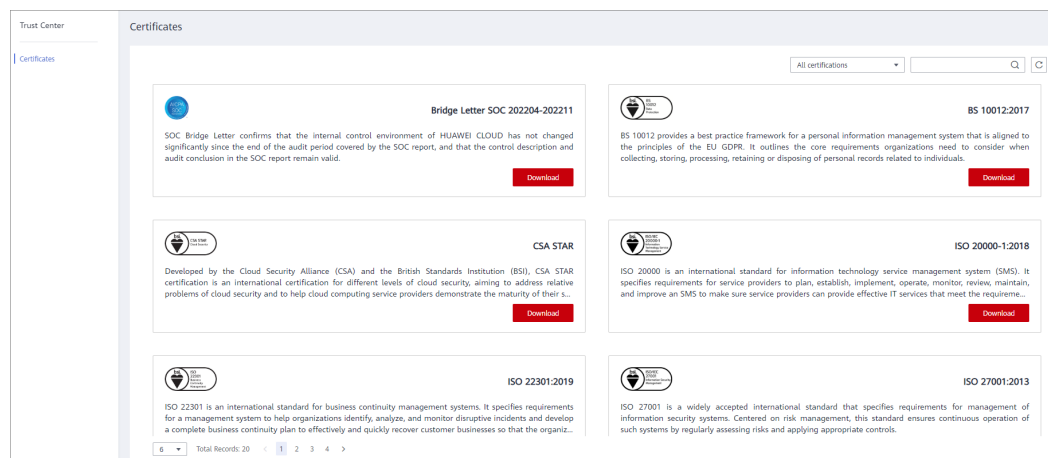 Trust Center
Certificates
Certificates
All certifications
Bridge Letter SOC 202204-202211
SOC Bridge Letter confirms that the internal control environment of HUAWEI CLOUD has not changed
significantly since the end of the audit period covered by the SOC report, and that the control description and
audit conclusion in the SOC report remain valid.
Download
bsi
BS 10012:2017
BS 10012 provides a best practice framework for a personal information management system that is aligned to
the principles of the EU GDPR. It outlines the core requirements organizations need to consider when
collecting, storing, processing, retaining or disposing of personal records related to individuals.
Download
bsi
CSA STAR
CSA STAR
Developed by the Cloud Security Alliance (CSA) and the British Standards Institution (BSI), CSA STAR
certification is an international certification for different levels of cloud security, aiming to address relative
problems of cloud security and to help cloud computing service providers demonstrate the maturity of their s...
Download
bsi
ISO 20000-1:2018
ISO 20000 is an international standard for information technology service management system (SMS). It
specifies requirements for service providers to plan, establish, implement, operate, monitor, review, maintain,
and improve an SMS to make sure service providers can provide effective IT services that meet the requireme...
Download
bsi
ISO 22301:2019
ISO 22301 is an international standard for business continuity management systems. It specifies requirements
for a management system to help organizations identify, analyze, and monitor disruptive incidents and develop
a complete business continuity plan to effectively and quickly recover customer businesses so that the organiz...
bsi
ISO 27001:2013
ISO 27001 is a widely accepted international standard that specifies requirements for management of
information security systems. Centered on risk management, this standard ensures continuous operation of
such systems by regularly assessing risks and applying appropriate controls.
6 Total Records: 20 < 1 2 3 4 >